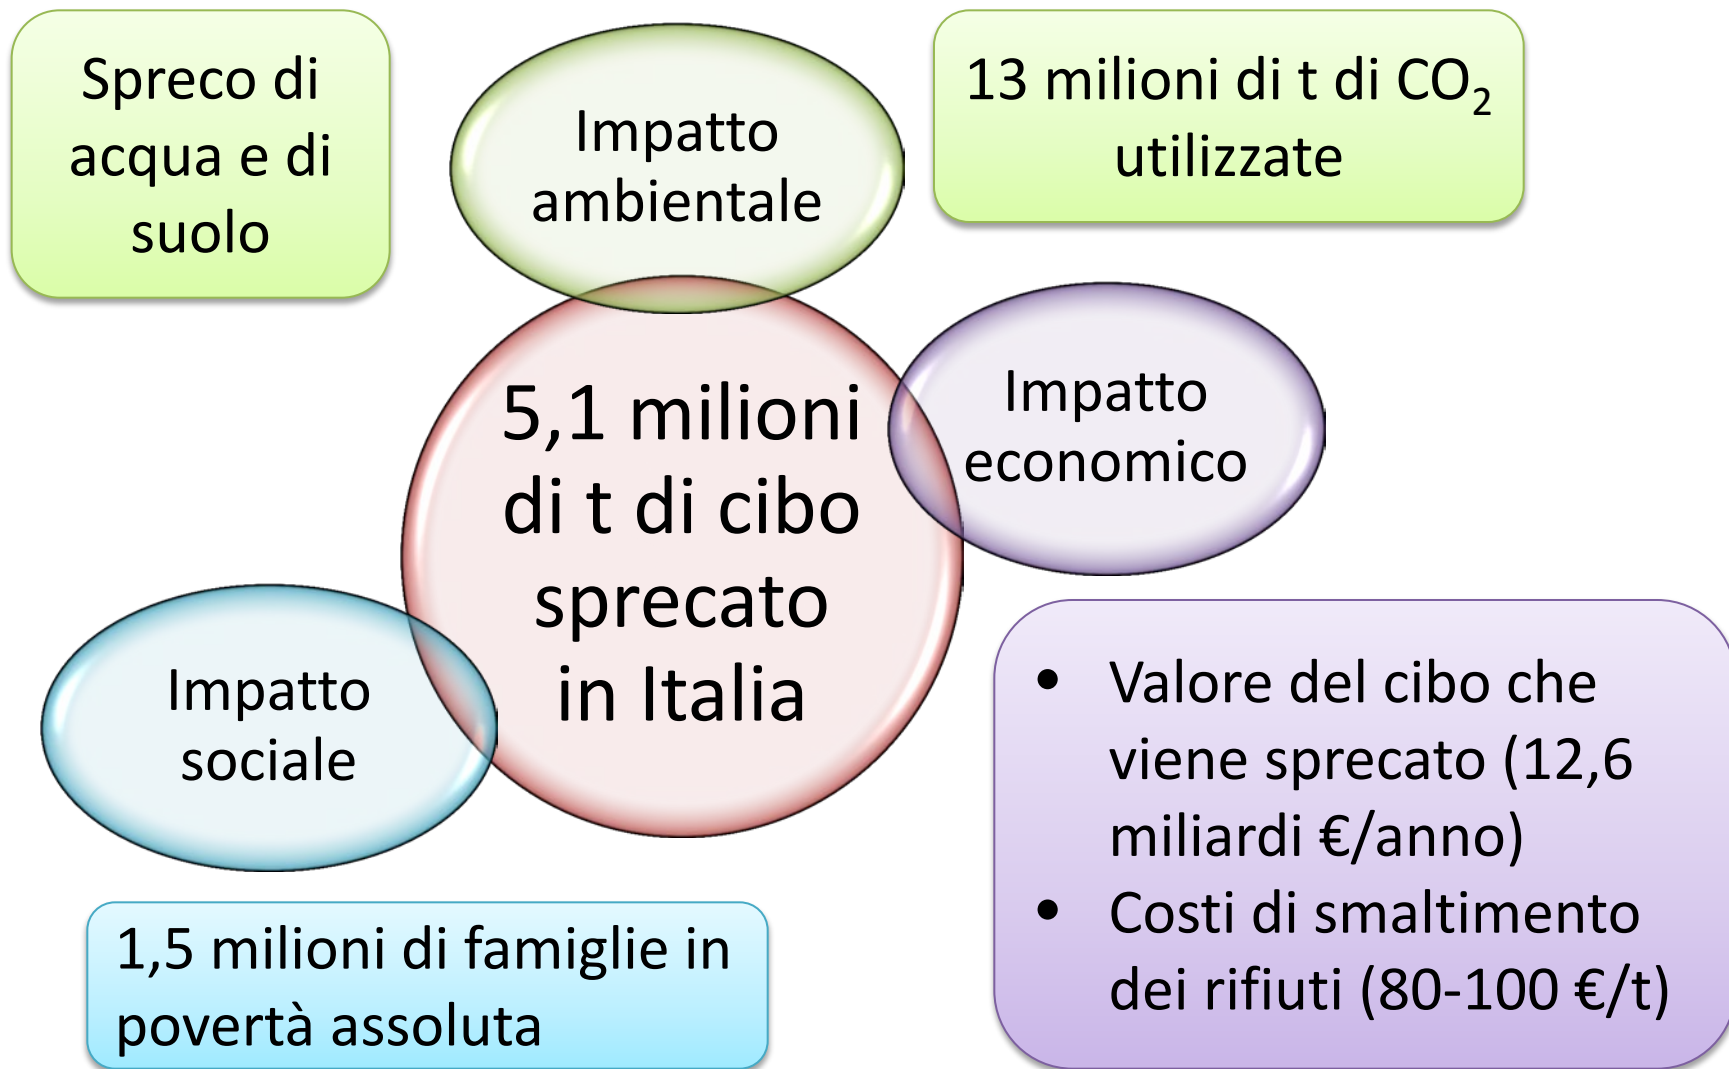 Spreco di
acqua e di
suolo
Impatto
ambientale
13 milioni di t di CO₂
utilizzate
5,1 milioni
di t di cibo
sprecato
in Italia
Impatto
economico
Impatto
sociale
• Valore del cibo che
viene sprecato (12,6
miliardi €/anno)
• Costi di smaltimento
dei rifiuti (80-100 €/t)
1,5 milioni di famiglie in
povertà assoluta